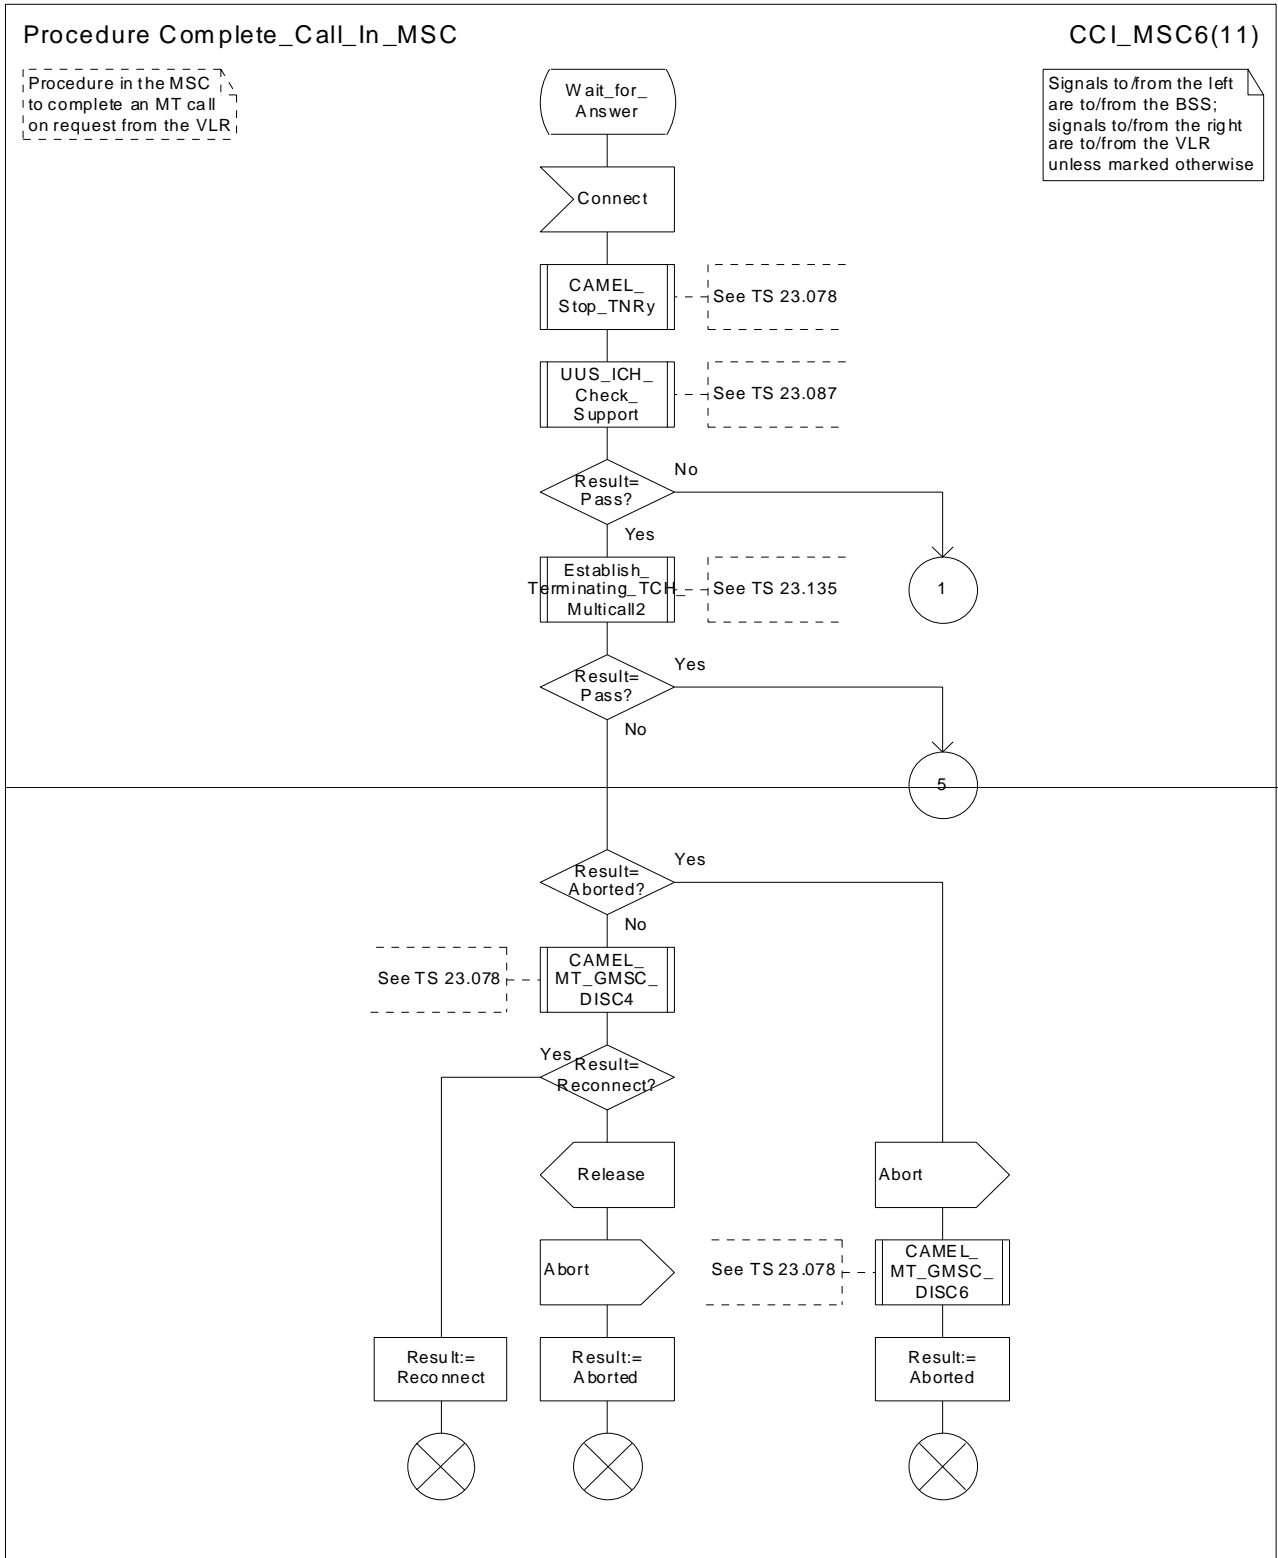 Procedure Complete_Call_In_MSC
CCI_MSC6(11)
Procedure in the MSC
to complete an MT call
on request from the VLR
Signals to/from the left
are to/from the BSS;
signals to/from the right
are to/from the VLR
unless marked otherwise
Wait_for_
Answer
Connect
CAMEL_
Stop_TNRy
See TS 23.078
UUS_ICH_
Check_
Support
See TS 23.087
Result=
Pass?
No
Yes
1
Establish_
Terminating_TCH_
Multicall2
See TS 23.135
Result=
Pass?
Yes
No
5
Result=
Aborted?
Yes
No
See TS 23.078
CAMEL_
MT_GMSC_
DISC4
Yes
Result=
Reconnect?
Release
Abort
Abort
See TS 23.078
CAMEL_
MT_GMSC_
DISC6
Result:=
Reconnect
Result:=
Aborted
Result:=
Aborted